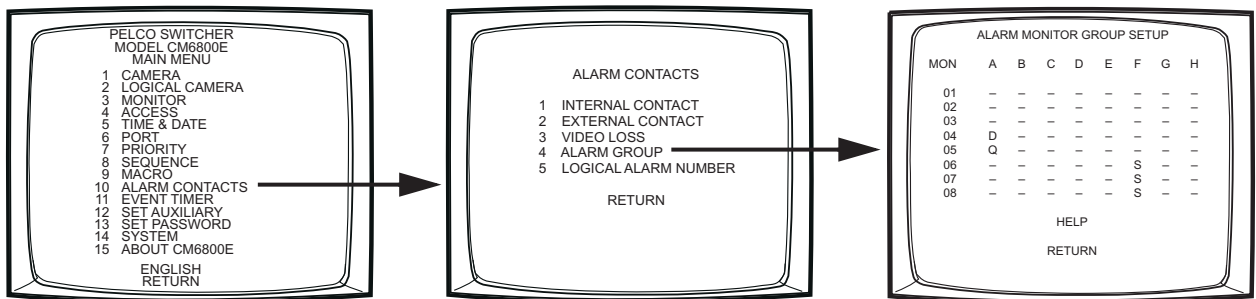 PELCO SWITCHER
MODEL CM6800E
MAIN MENU
1 CAMERA
2 LOGICAL CAMERA
3 MONITOR
4 ACCESS
5 TIME & DATE
6 PORT
7 PRIORITY
8 SEQUENCE
9 MACRO
10 ALARM CONTACTS
11 EVENT TIMER
12 SET AUXILIARY
13 SET PASSWORD
14 SYSTEM
15 ABOUT CM6800E
ENGLISH
RETURN
ALARM CONTACTS
1 INTERNAL CONTACT
2 EXTERNAL CONTACT
3 VIDEO LOSS
4 ALARM GROUP
5 LOGICAL ALARM NUMBER
RETURN
ALARM MONITOR GROUP SETUP
MON A B C D E F G H
01 – – – – – – – –
02 – – – – – – – –
03 – – – – – – – –
04 D – – – – – – –
05 Q – – – – – – –
06 – – – – – S – –
07 – – – – – S – –
08 – – – – – S – –
HELP
RETURN